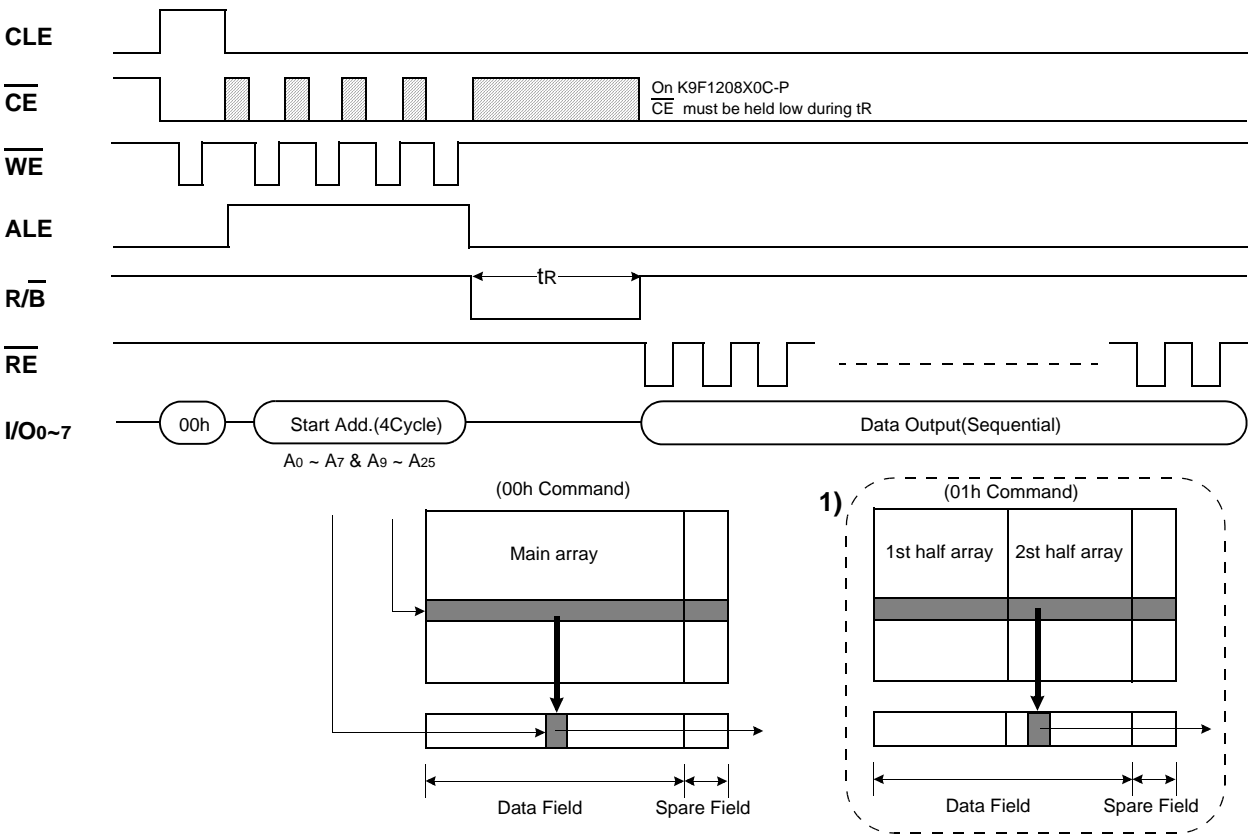 CLE
CE
On K9F1208X0C-P
CE must be held low during tR
WE
ALE
R/B
tR
RE
I/O0~7
00h
Start Add.(4Cycle)
Data Output(Sequential)
A0 ~ A7 & A9 ~ A25
(00h Command)
Main array
Data Field
Spare Field
1)
(01h Command)
1st half array
2st half array
Data Field
Spare Field